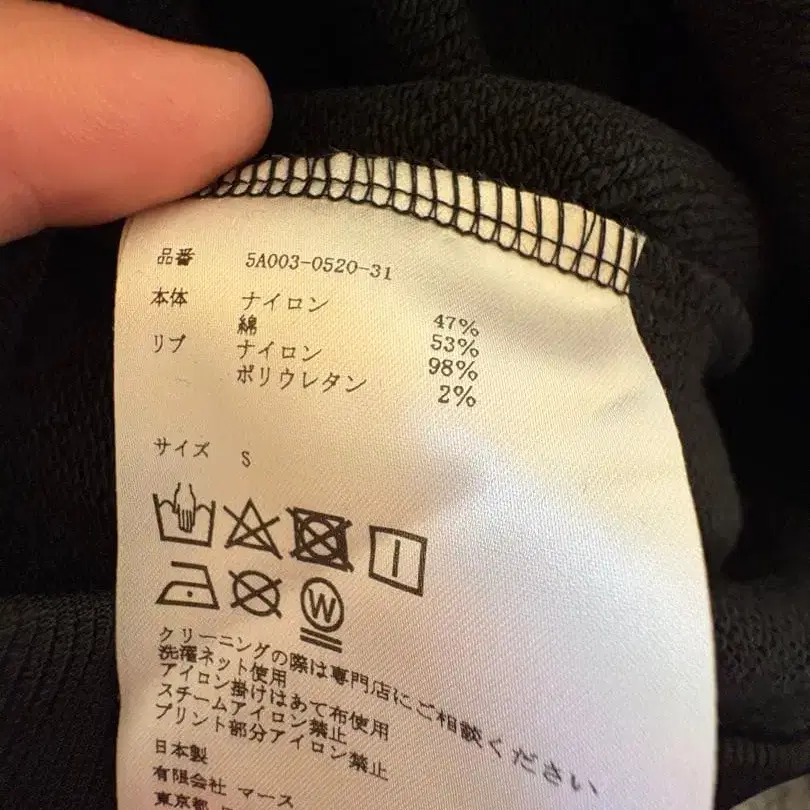 品番 5A003-0520-31
本体 ナイロン 47%
綿 53%
リブ ナイロン 98%
ポリウレタン 2%
サイズ S
W
クリーニングの際は専門店にご相談ください
洗濯ネット使用
アイロン掛けはあて布使用
スチームアイロン禁止
プリント部分アイロン禁止
日本製
有限会社 マース
東京都